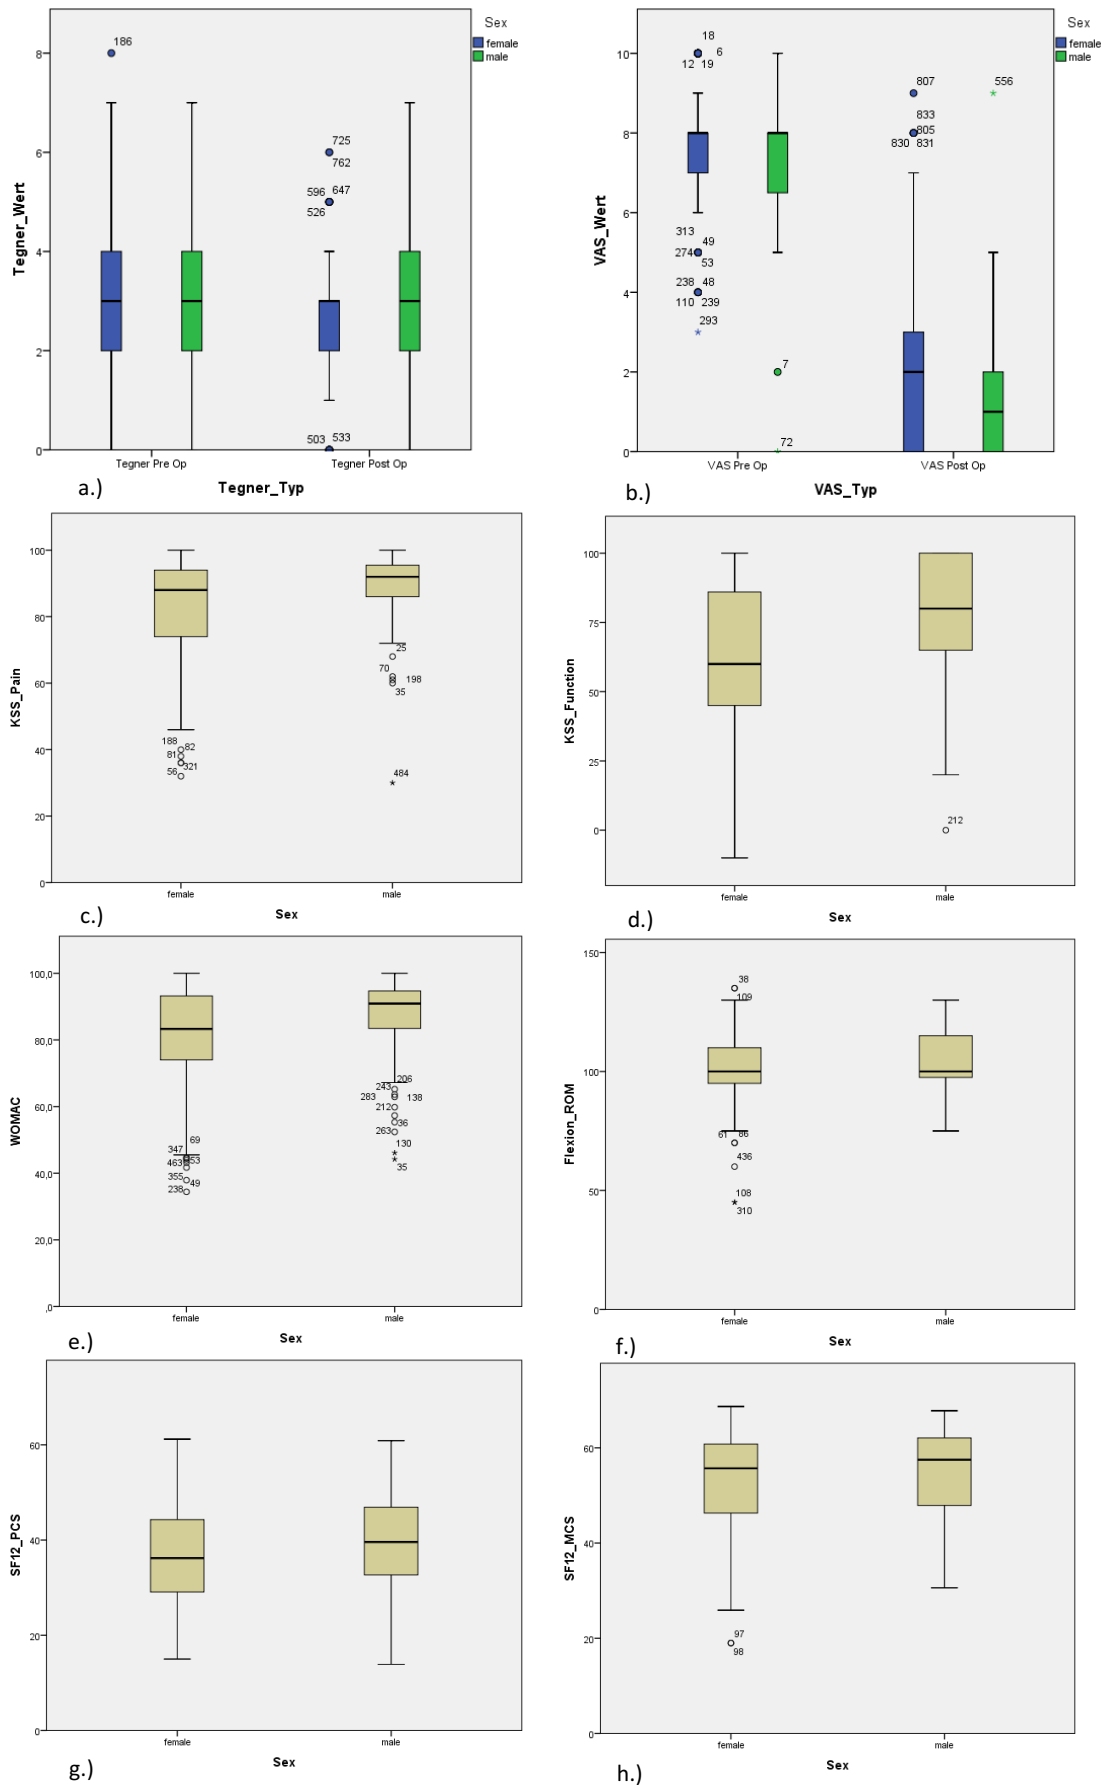 Sex
female
male
186
725
762
596 647
526
503 533
8
6
4
2
0
Tegner_Wert
Tegner Pre Op
Tegner Post Op
a.)
Tegner_Typ
Sex
female
male
18
6
12 19
807
556
833
805
830 831
313
49
274
53
238 48
110 239
293
7
72
10
8
6
4
2
0
VAS_Wert
VAS Pre Op
VAS Post Op
b.)
VAS_Typ
100
80
60
40
20
0
KSS_Pain
25
70
198
35
188
82
81
321
56
484
female
male
c.)
Sex
100
75
50
25
0
KSS_Function
212
female
male
d.)
Sex
100,0
80,0
60,0
40,0
20,0
,0
WOMAC
206
243
283
138
212
36
263
130
35
69
347
463
53
355
49
238
female
male
e.)
Sex
150
100
50
0
Flexion_ROM
38
109
61 86
436
108
310
female
male
f.)
Sex
60
40
20
0
SF12_PCS
female
male
g.)
Sex
60
40
20
0
SF12_MCS
97
98
female
male
h.)
Sex